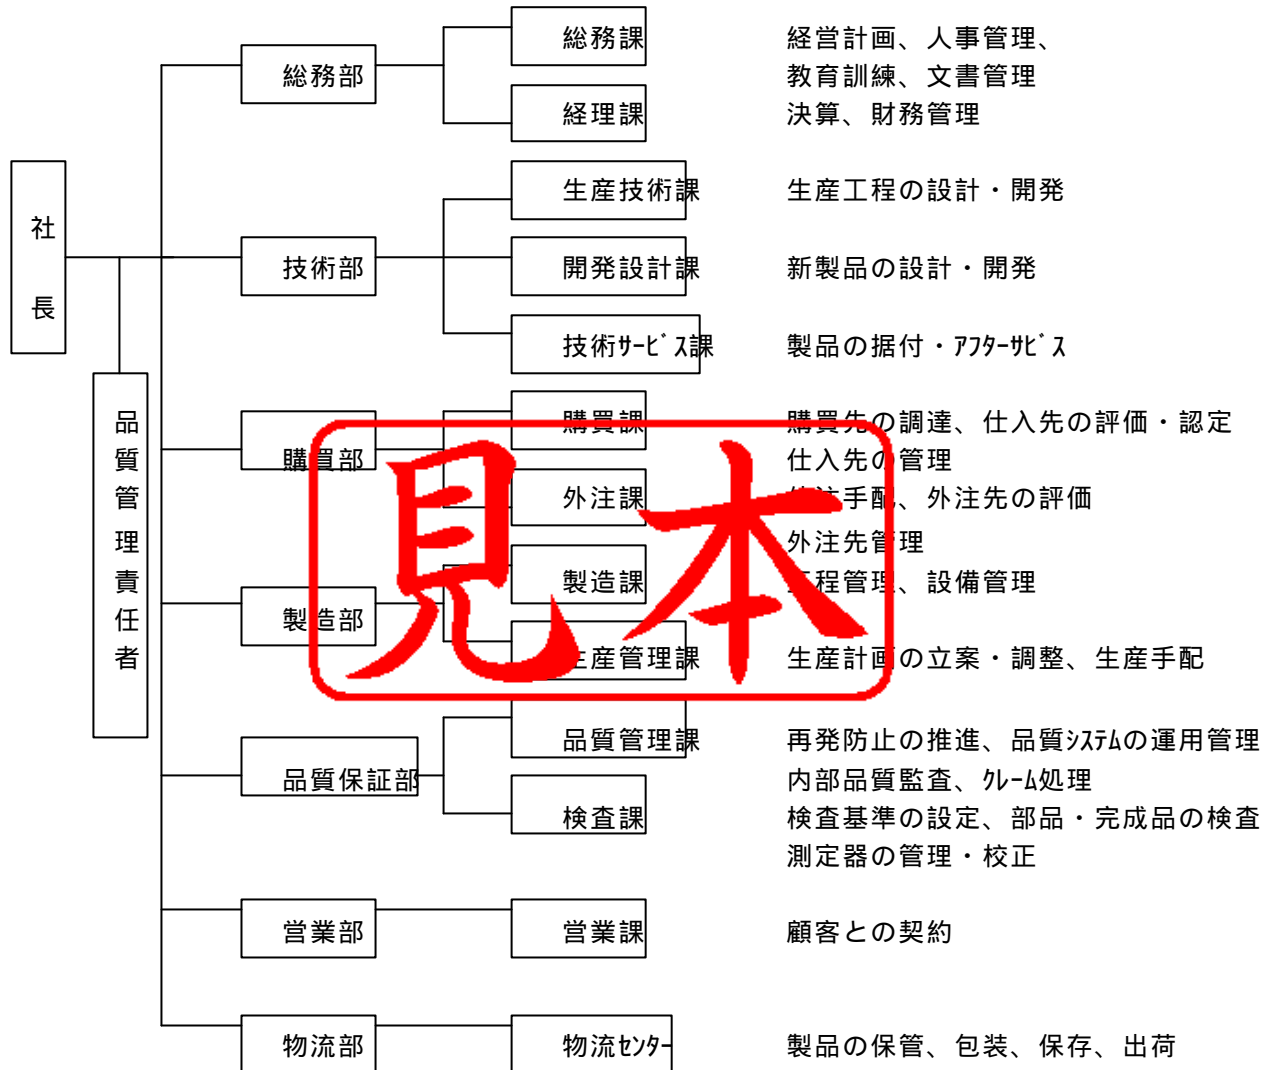 総務課 経営計画、人事管理、
総務部 教育訓練、文書管理
経理課 決算、財務管理
生産技術課 生産工程の設計・開発
社長
技術部 開発設計課 新製品の設計・開発
技術ｻｰﾋﾞｽ課 製品の据付・ｱﾌﾀｰｻﾋﾞｽ
品質管理責任者
購買課 購買先の調達、仕入先の評価・認定
購買部 仕入先の管理
外注課 手配、外注先の評価
外注先管理
製造課 工程管理、設備管理
製造部
生産管理課 生産計画の立案・調整、生産手配
見本
品質管理課 再発防止の推進、品質ｼｽﾃﾑの運用管理
品質保証部 内部品質監査、ｸﾚｰﾑ処理
検査課 検査基準の設定、部品・完成品の検査
測定器の管理・校正
営業部 営業課 顧客との契約
物流部 物流ｾﾝﾀｰ 製品の保管、包装、保存、出荷